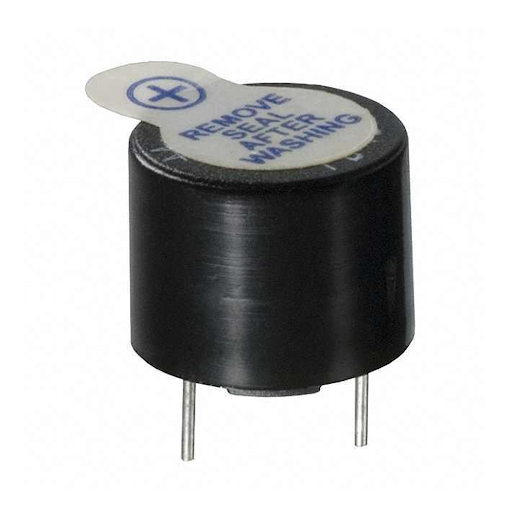 +
REMOVE
SEAL
AFTER
WASHING